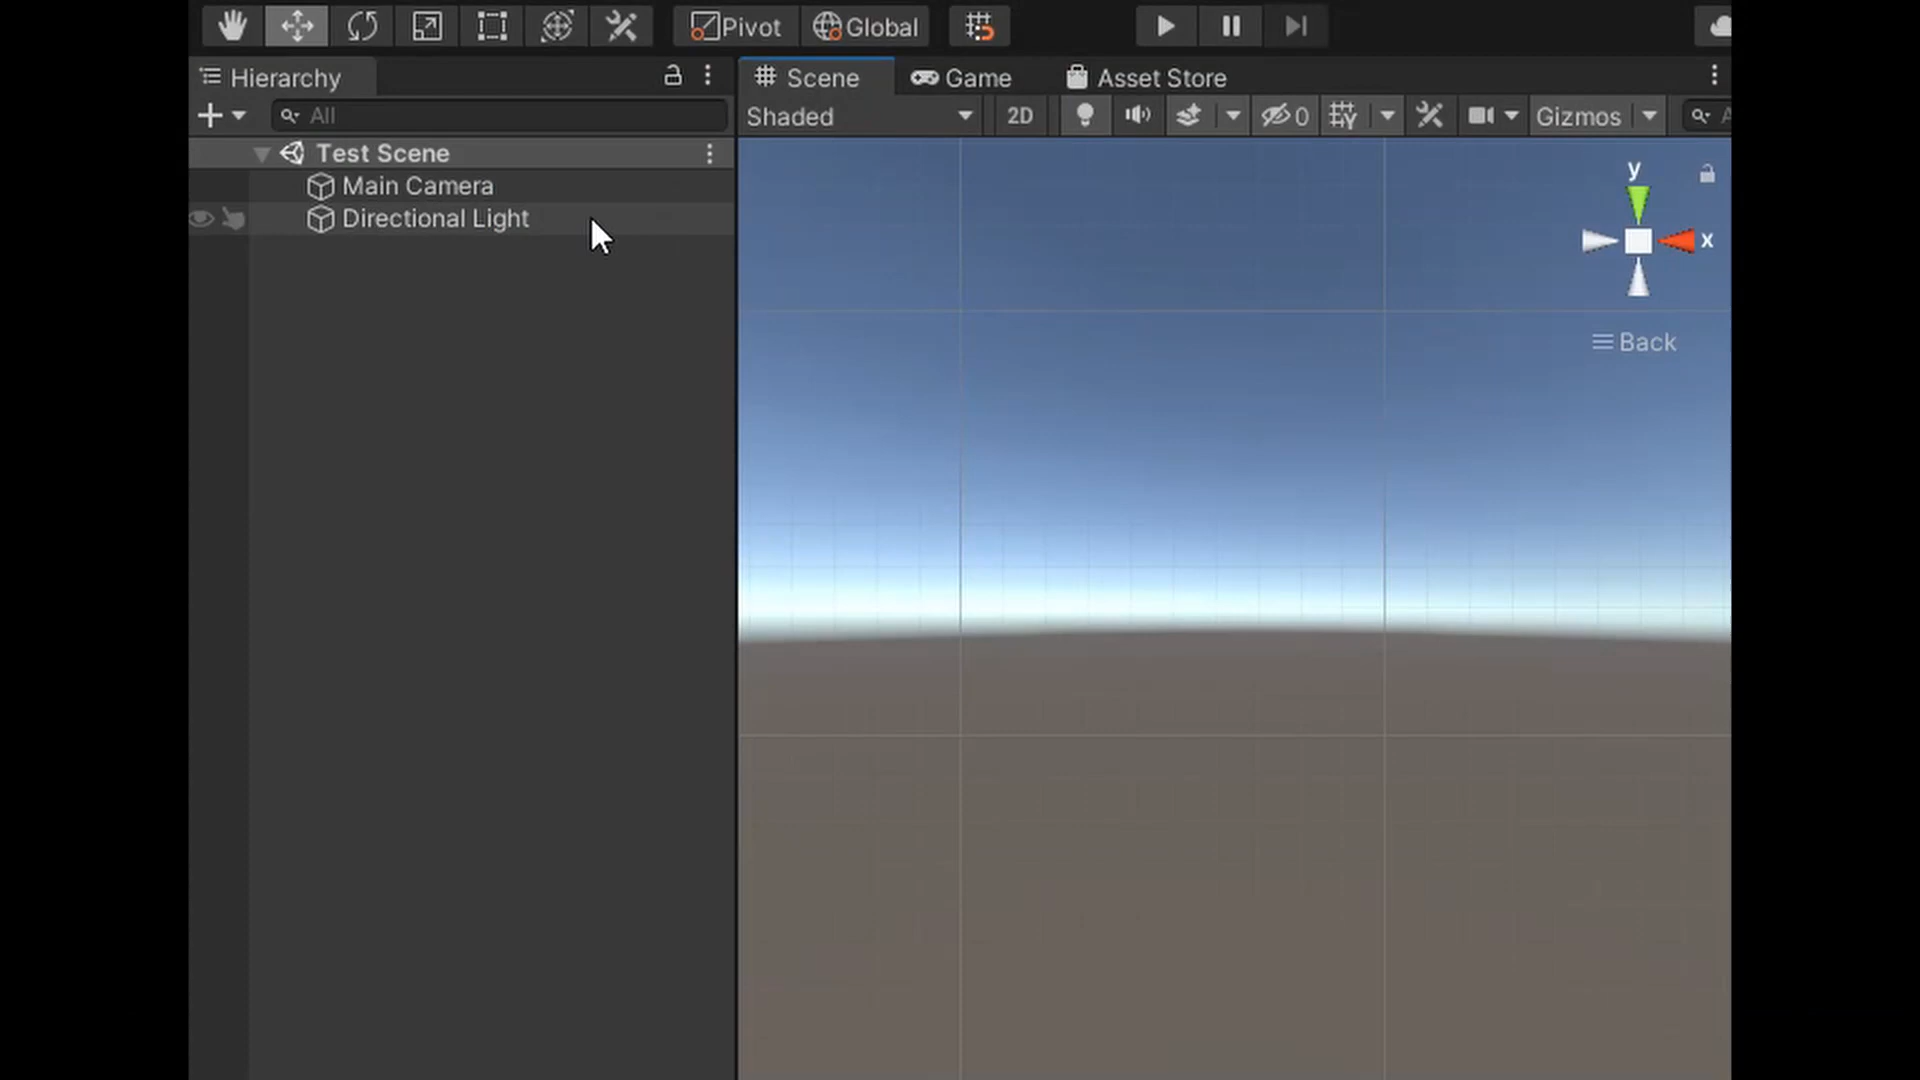 Pivot Global
Hierarchy
Scene Game Asset Store
All
Shaded 2D 0 Gizmos
Test Scene
Main Camera
Directional Light
y
x
Back